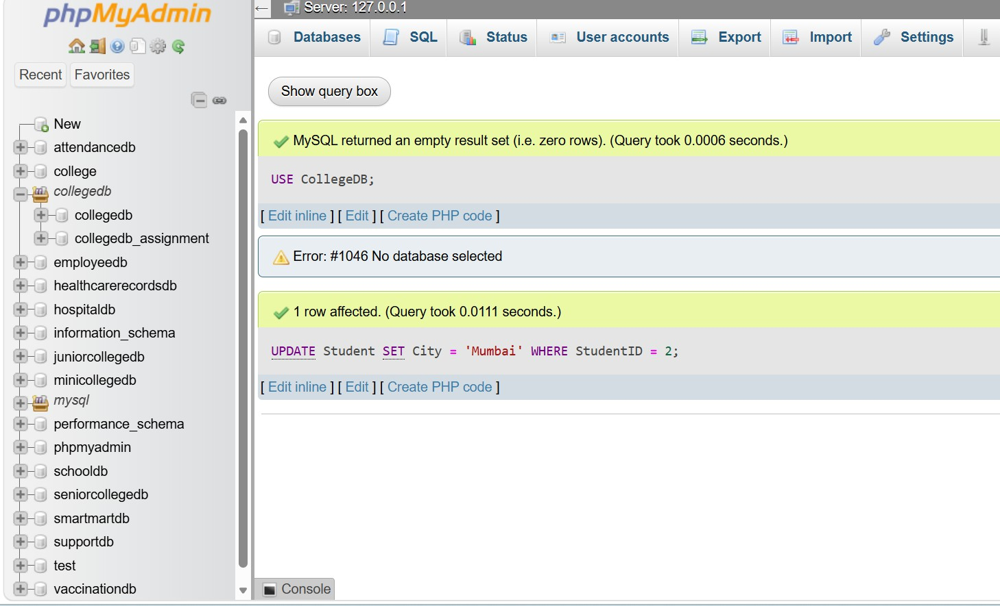 phpMyAdmin
Recent Favorites
New
attendancedb
college
collegedb
collegedb
collegedb_assignment
employeedb
healthcarerecordsdb
hospitaldb
information_schema
juniorcollegedb
minicollegedb
mysql
performance_schema
phpmyadmin
schooldb
seniorcollegedb
smartmartdb
supportdb
test
vaccinationdb
Server: 127.0.0.1
Databases SQL Status User accounts Export Import Settings
Show query box
MySQL returned an empty result set (i.e. zero rows). (Query took 0.0006 seconds.)
USE CollegeDB;
[ Edit inline ] [ Edit ] [ Create PHP code ]
Error: #1046 No database selected
1 row affected. (Query took 0.0111 seconds.)
UPDATE Student SET City = 'Mumbai' WHERE StudentID = 2;
[ Edit inline ] [ Edit ] [ Create PHP code ]
Console